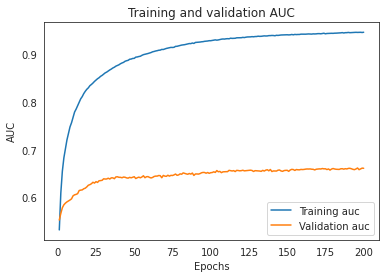 Training and validation AUC
AUC
0.9
0.8
0.7
0.6
Training auc
Validation auc
0 25 50 75 100 125 150 175 200
Epochs